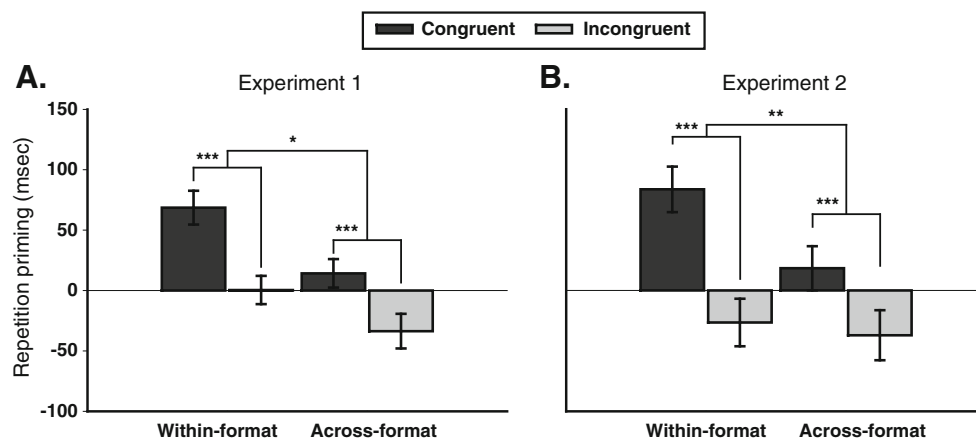 Congruent Incongruent
A. B.
Experiment 1 Experiment 2
Repetition priming (msec)
150
100
50
0
-50
-100
*** * ***
*** ** ***
Within-format Across-format Within-format Across-format